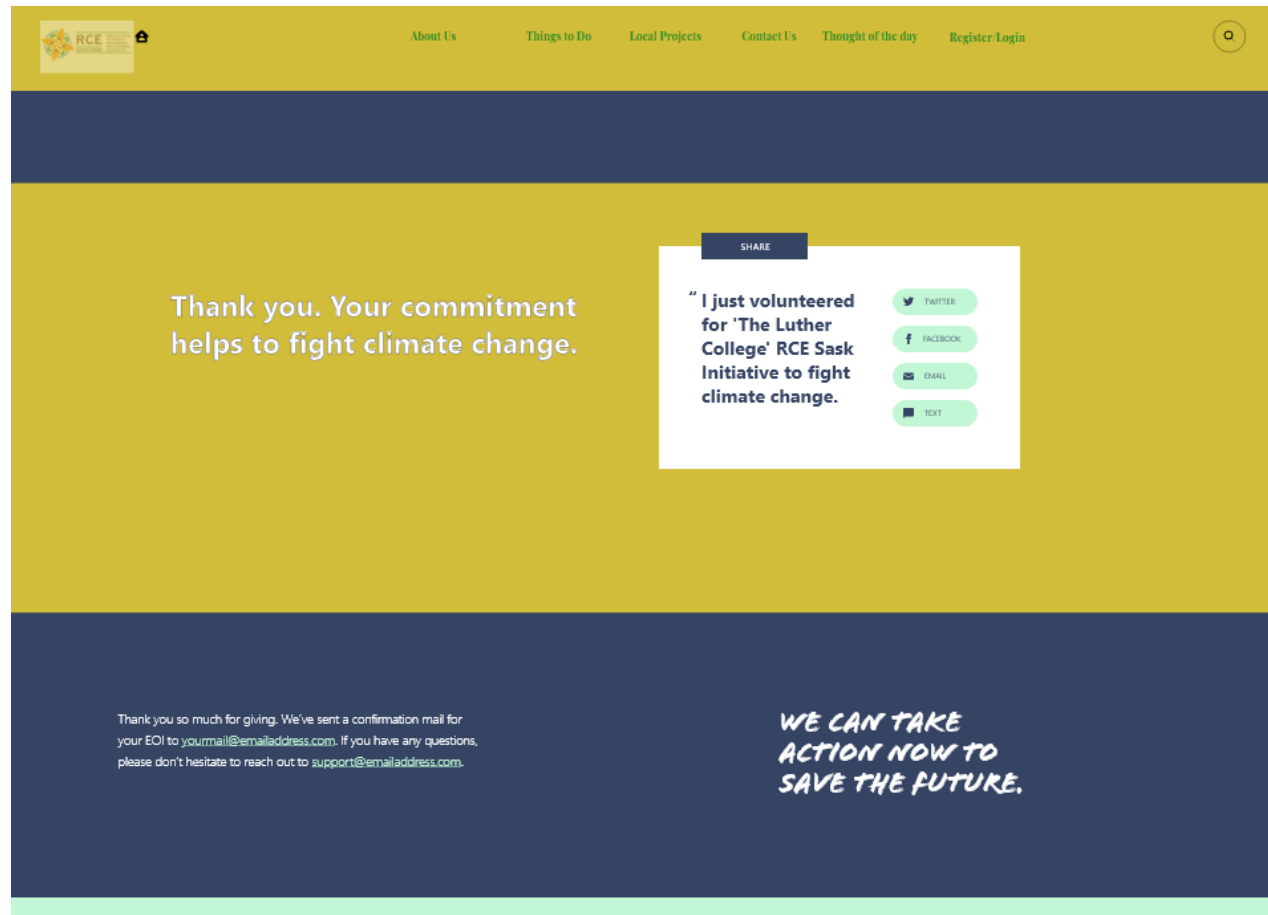 RCE
About Us
Things to Do
Local Projects
Contact Us
Thought of the day
Register/Login
SHARE
Thank you. Your commitment
helps to fight climate change.
“ I just volunteered
for 'The Luther
College' RCE Sask
Initiative to fight
climate change.
TWITTER
FACEBOOK
EMAIL
TEXT
Thank you so much for giving. We’ve sent a confirmation mail for
your EOI to yourmail@emailaddress.com. If you have any questions,
please don’t hesitate to reach out to support@emailaddress.com.
WE CAN TAKE
ACTION NOW TO
SAVE THE FUTURE.